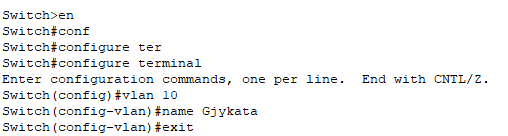 Switch>en
Switch#conf
Switch#configure ter
Switch#configure terminal
Enter configuration commands, one per line.  End with CNTL/Z.
Switch(config)#vlan 10
Switch(config-vlan)#name Gjykata
Switch(config-vlan)#exit